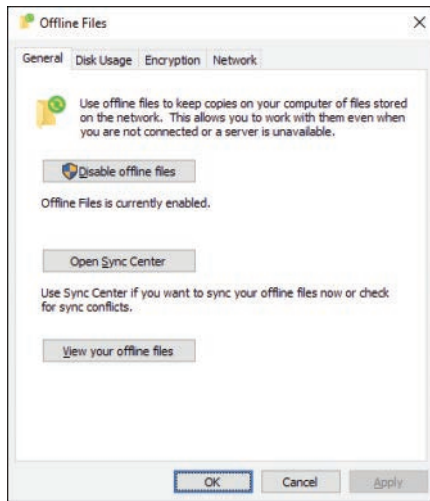 Offline Files
General Disk Usage Encryption Network
Use offline files to keep copies on your computer of files stored
on the network. This allows you to work with them even when
you are not connected or a server is unavailable.
Disable offline files
Offline Files is currently enabled.
Open Sync Center
Use Sync Center if you want to sync your offline files now or check
for sync conflicts.
View your offline files
OK Cancel Apply